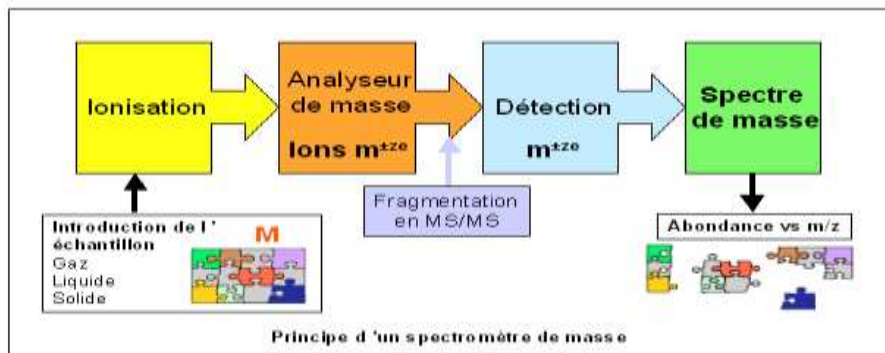 Ionisation
Analyseur
de masse
Ions m±ze
Détection
m±ze
Spectre
de masse
Fragmentation
en MS/MS
Introduction de l'
échantillon
Gaz
Liquide
Solide
M
Abondance vs m/z
Principe d 'un spectromètre de masse